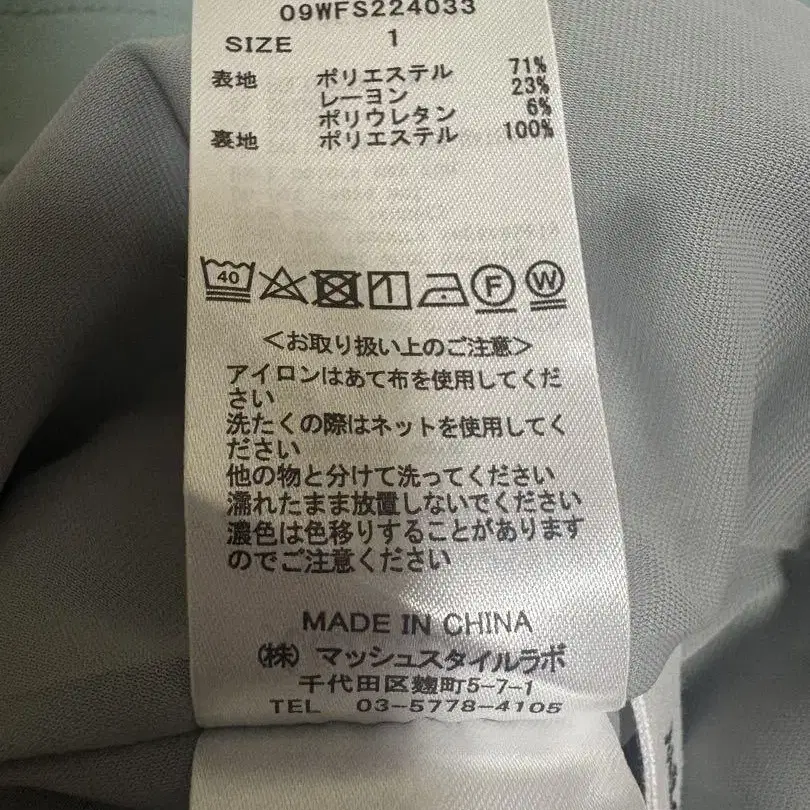 09WFS224033
SIZE 1
表地 ポリエステル 71%
レーヨン 23%
ポリウレタン 6%
裏地 ポリエステル 100%
40 F W
＜お取り扱い上のご注意＞
アイロンはあて布を使用してくだ
さい
洗たくの際はネットを使用してく
ださい
他の物と分けて洗ってください
濡れたまま放置しないでください
濃色は色移りすることがあります
のでご注意ください
MADE IN CHINA
(株) マッシュスタイルラボ
千代田区麹町5-7-1
TEL 03-5778-4105